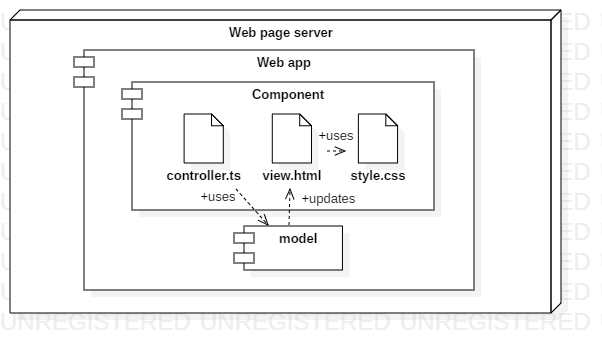 Web page server
Web app
Component
+uses
controller.ts view.html style.css
+uses +updates
model
UNREGISTERED UNREGISTERED UNREGISTERED